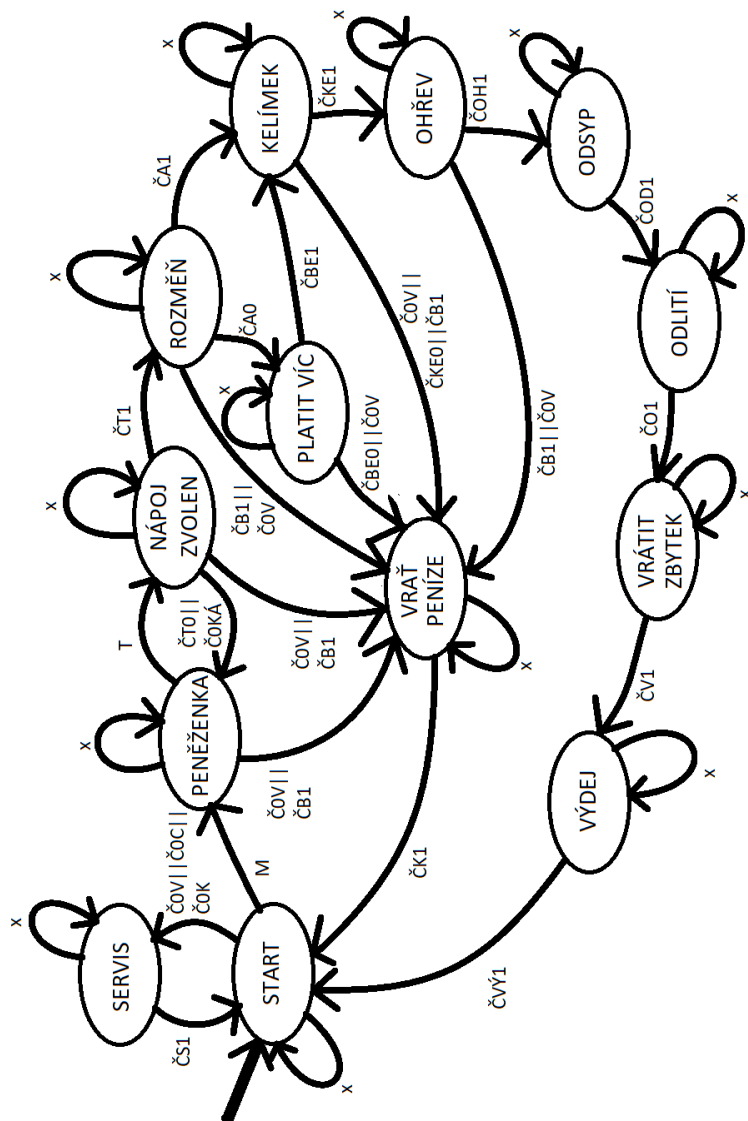 SERVIS
x
ČS1
ČOV||ČOC||
ČOK
START
x
M
PENĚŽENKA
x
T
ČT0||
ČOKÁ
NÁPOJ
ZVOLEN
x
ČT1
ROZMĚŇ
x
ČA1
ČA0
KELÍMEK
x
ČKE1
PLATIT VÍC
x
ČBE1
ČBE0||ČOV
ČB1||
ČOV
ČOV||
ČB1
ČOV||
ČB1
ČOV||
ČKE0||ČB1
OHŘEV
x
ČOH1
ČB1||ČOV
VRAŤ
PENÍZE
x
ČK1
ODSYP
x
ČOD1
ODLITÍ
x
ČO1
VRÁTIT
ZBYTEK
x
ČV1
VÝDEJ
x
ČVÝ1